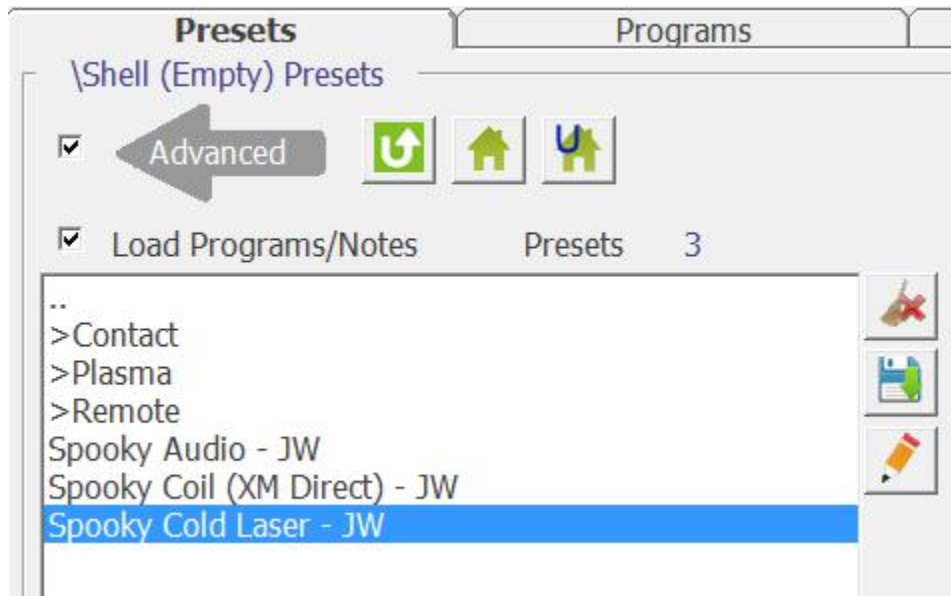 Presets Programs
\Shell (Empty) Presets
Advanced
Load Programs/Notes Presets 3
..
>Contact
>Plasma
>Remote
Spooky Audio - JW
Spooky Coil (XM Direct) - JW
Spooky Cold Laser - JW